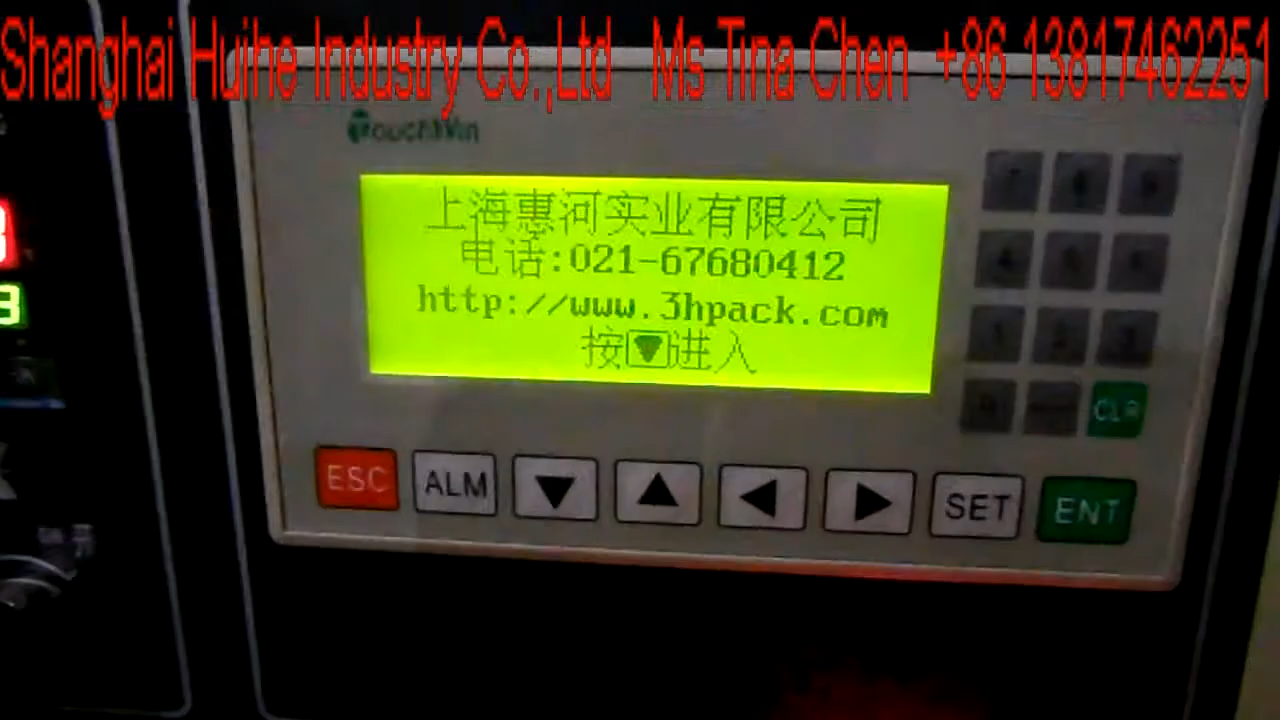 Shanghai Huihe Industry Co.,Ltd Ms Tina Chen +86 13817462251
TouchWin
上海惠河实业有限公司
电话:021-67680412
http://www.3hpack.com
按▼进入
CLR
ESC ALM ▼ ▲ ◀ ▶ SET ENT